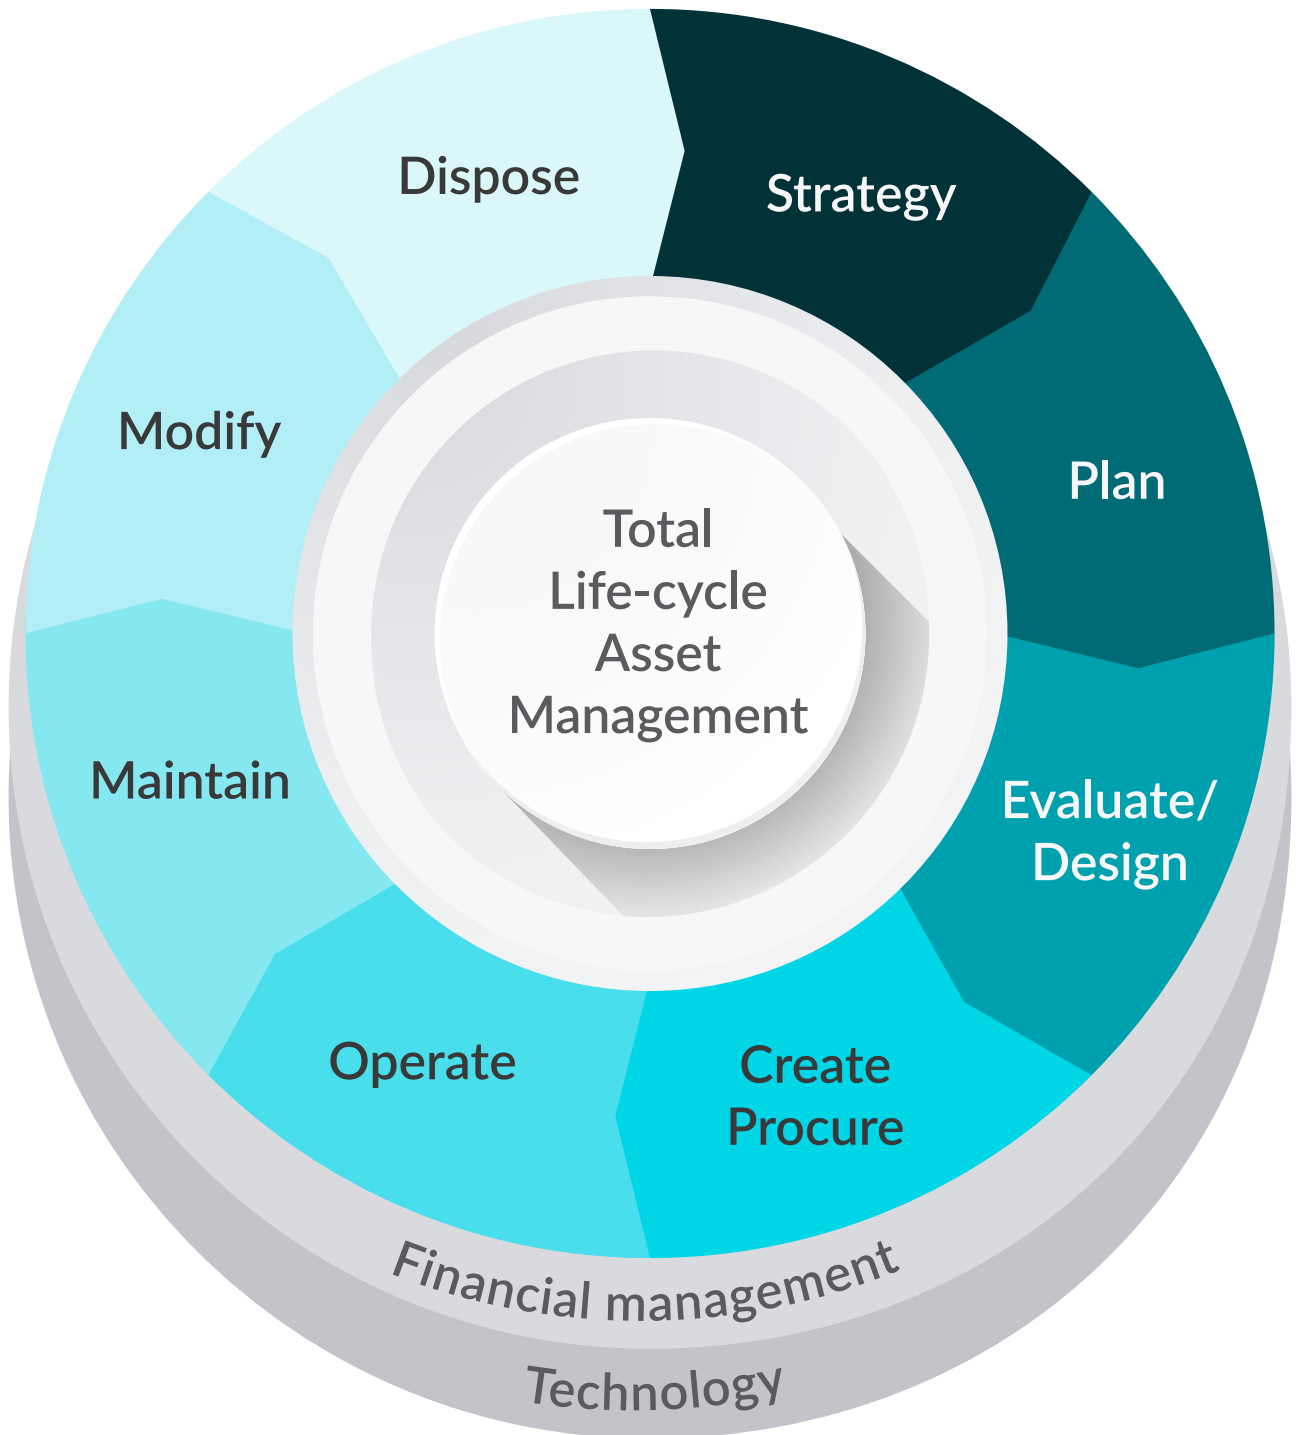 Dispose
Strategy
Modify
Plan
Total
Life-cycle
Asset
Management
Maintain
Evaluate/
Design
Operate
Create
Procure
Financial management
Technology